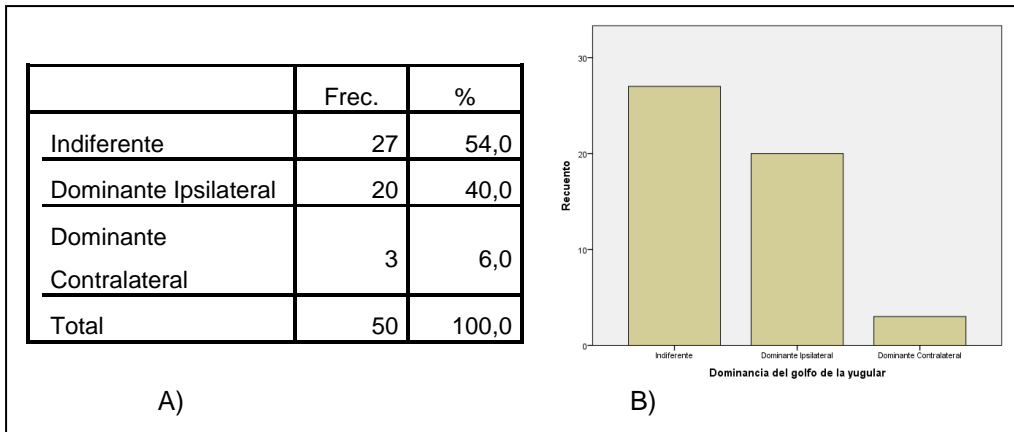 Frec. %
Indiferente 27 54,0
Dominante Ipsilateral 20 40,0
Dominante
Contralateral
3 6,0
Total 50 100,0
A)
30
20
10
0
Recuento
Indiferente Dominante Ipsilateral Dominante Contralateral
Dominancia del golfo de la yugular
B)